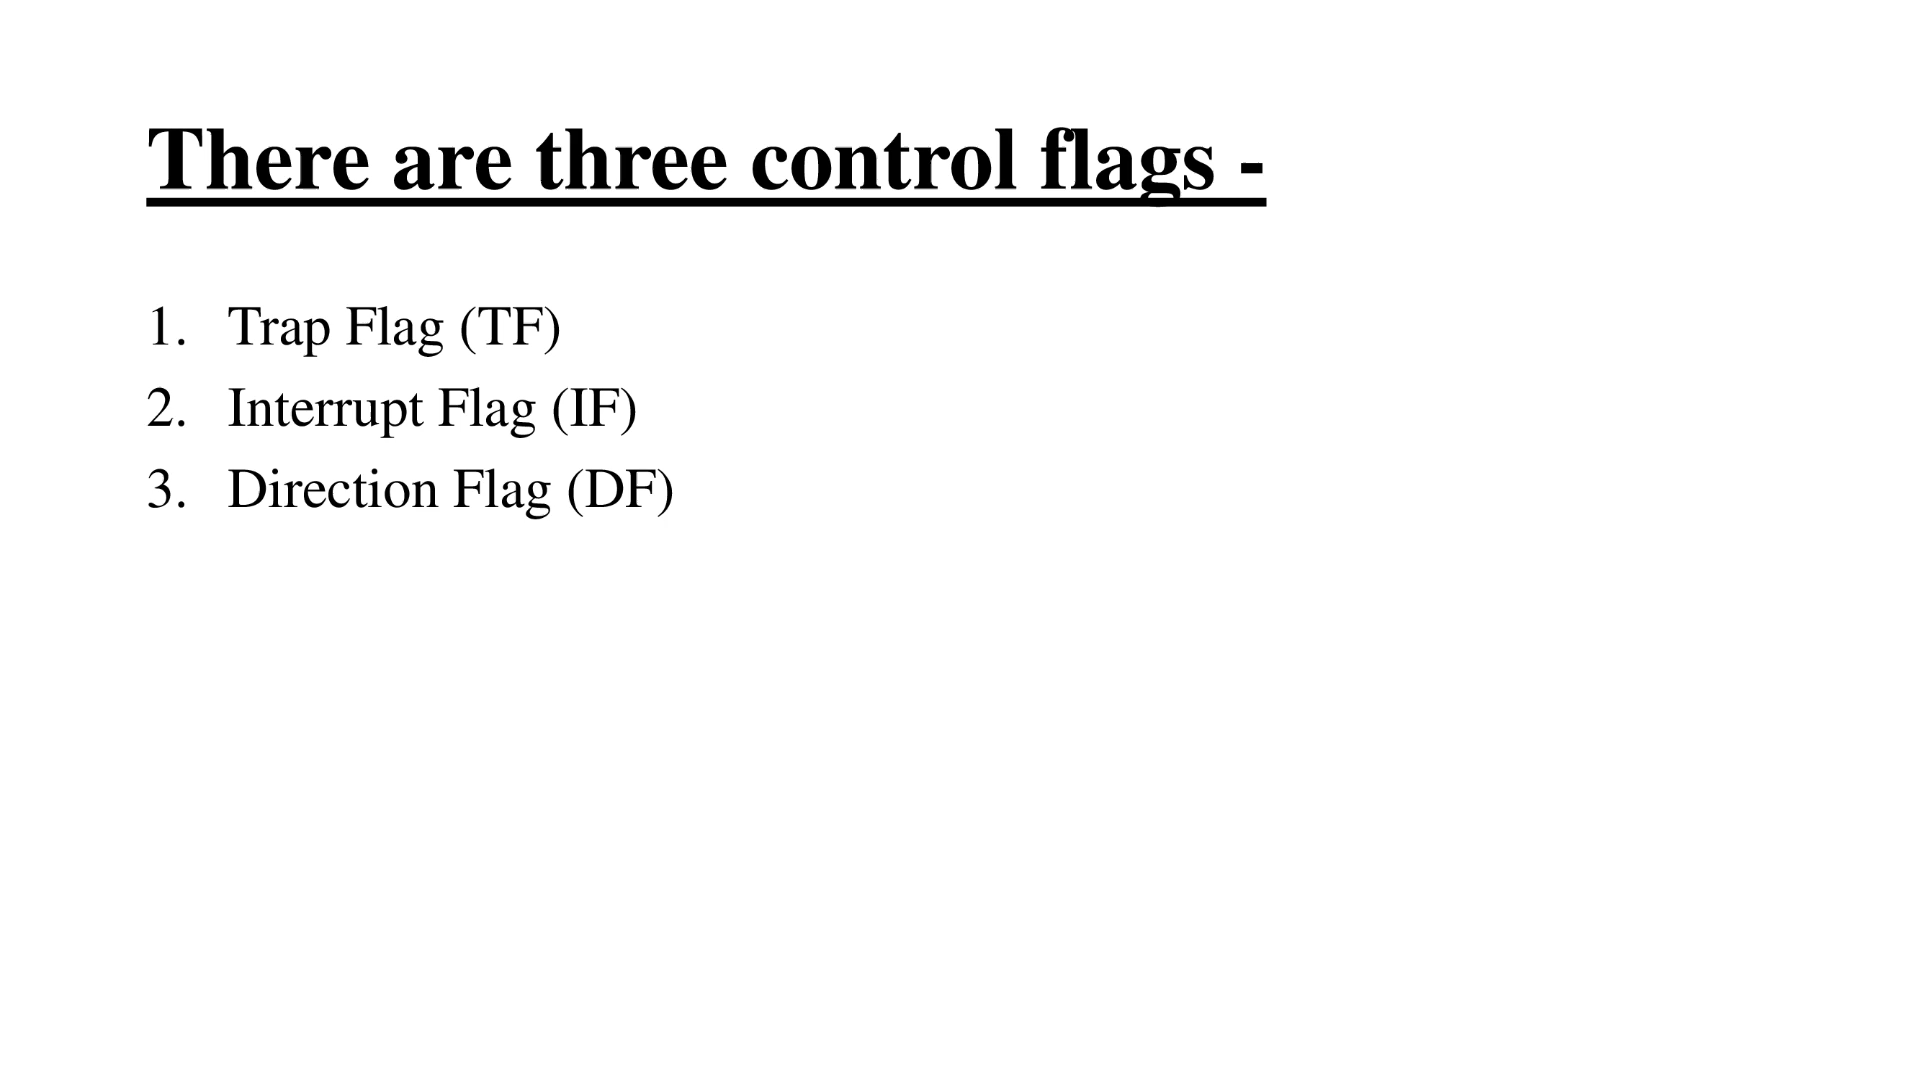 There are three control flags -
1. Trap Flag (TF)
2. Interrupt Flag (IF)
3. Direction Flag (DF)